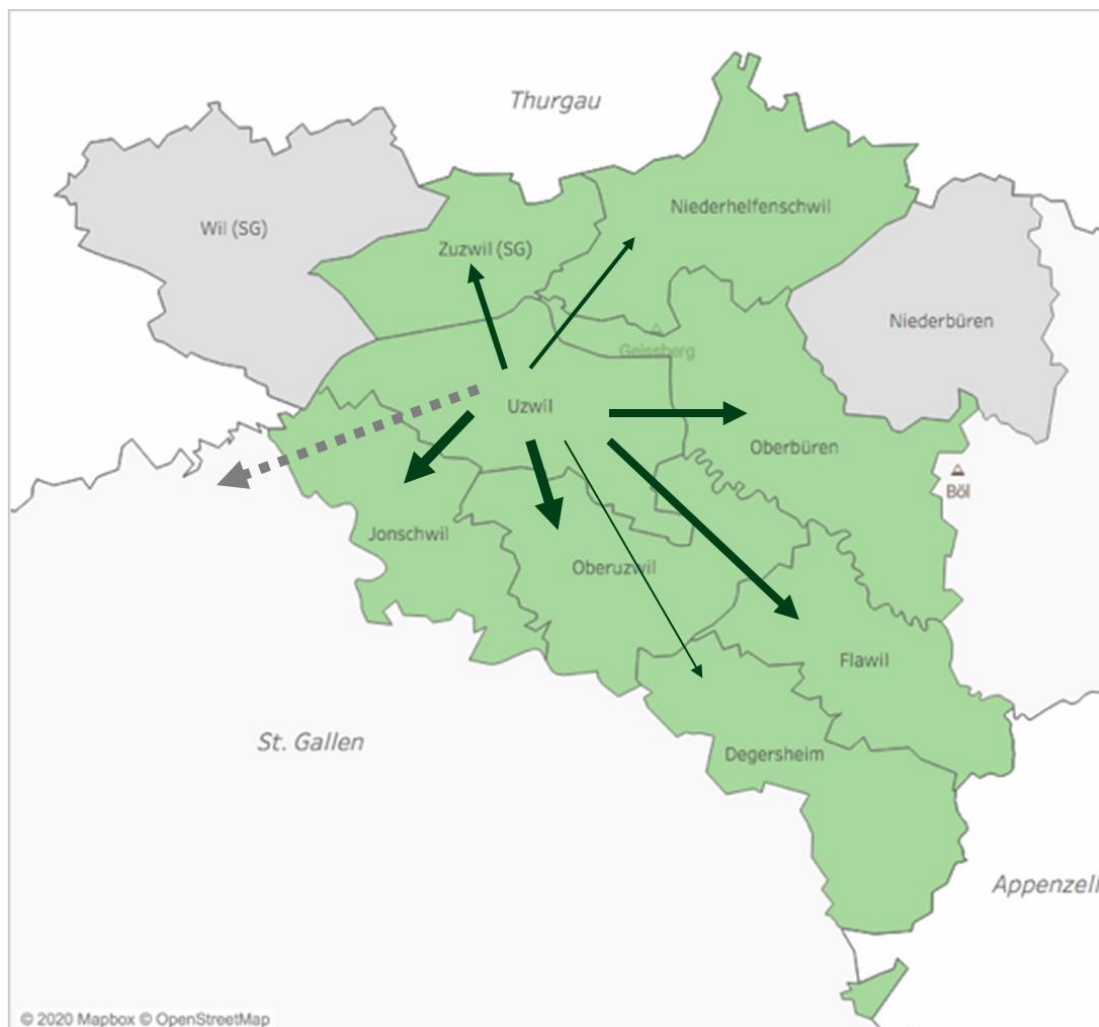 Thurgau
Niederhelfenschwil
Wil (SG)
Zuzwil (SG)
Niederbüren
Geissberg
Uzwil
Oberbüren
Böl
Jonschwil
Oberuzwil
Flawil
St. Gallen
Degersheim
Appenzell
© 2020 Mapbox © OpenStreetMap